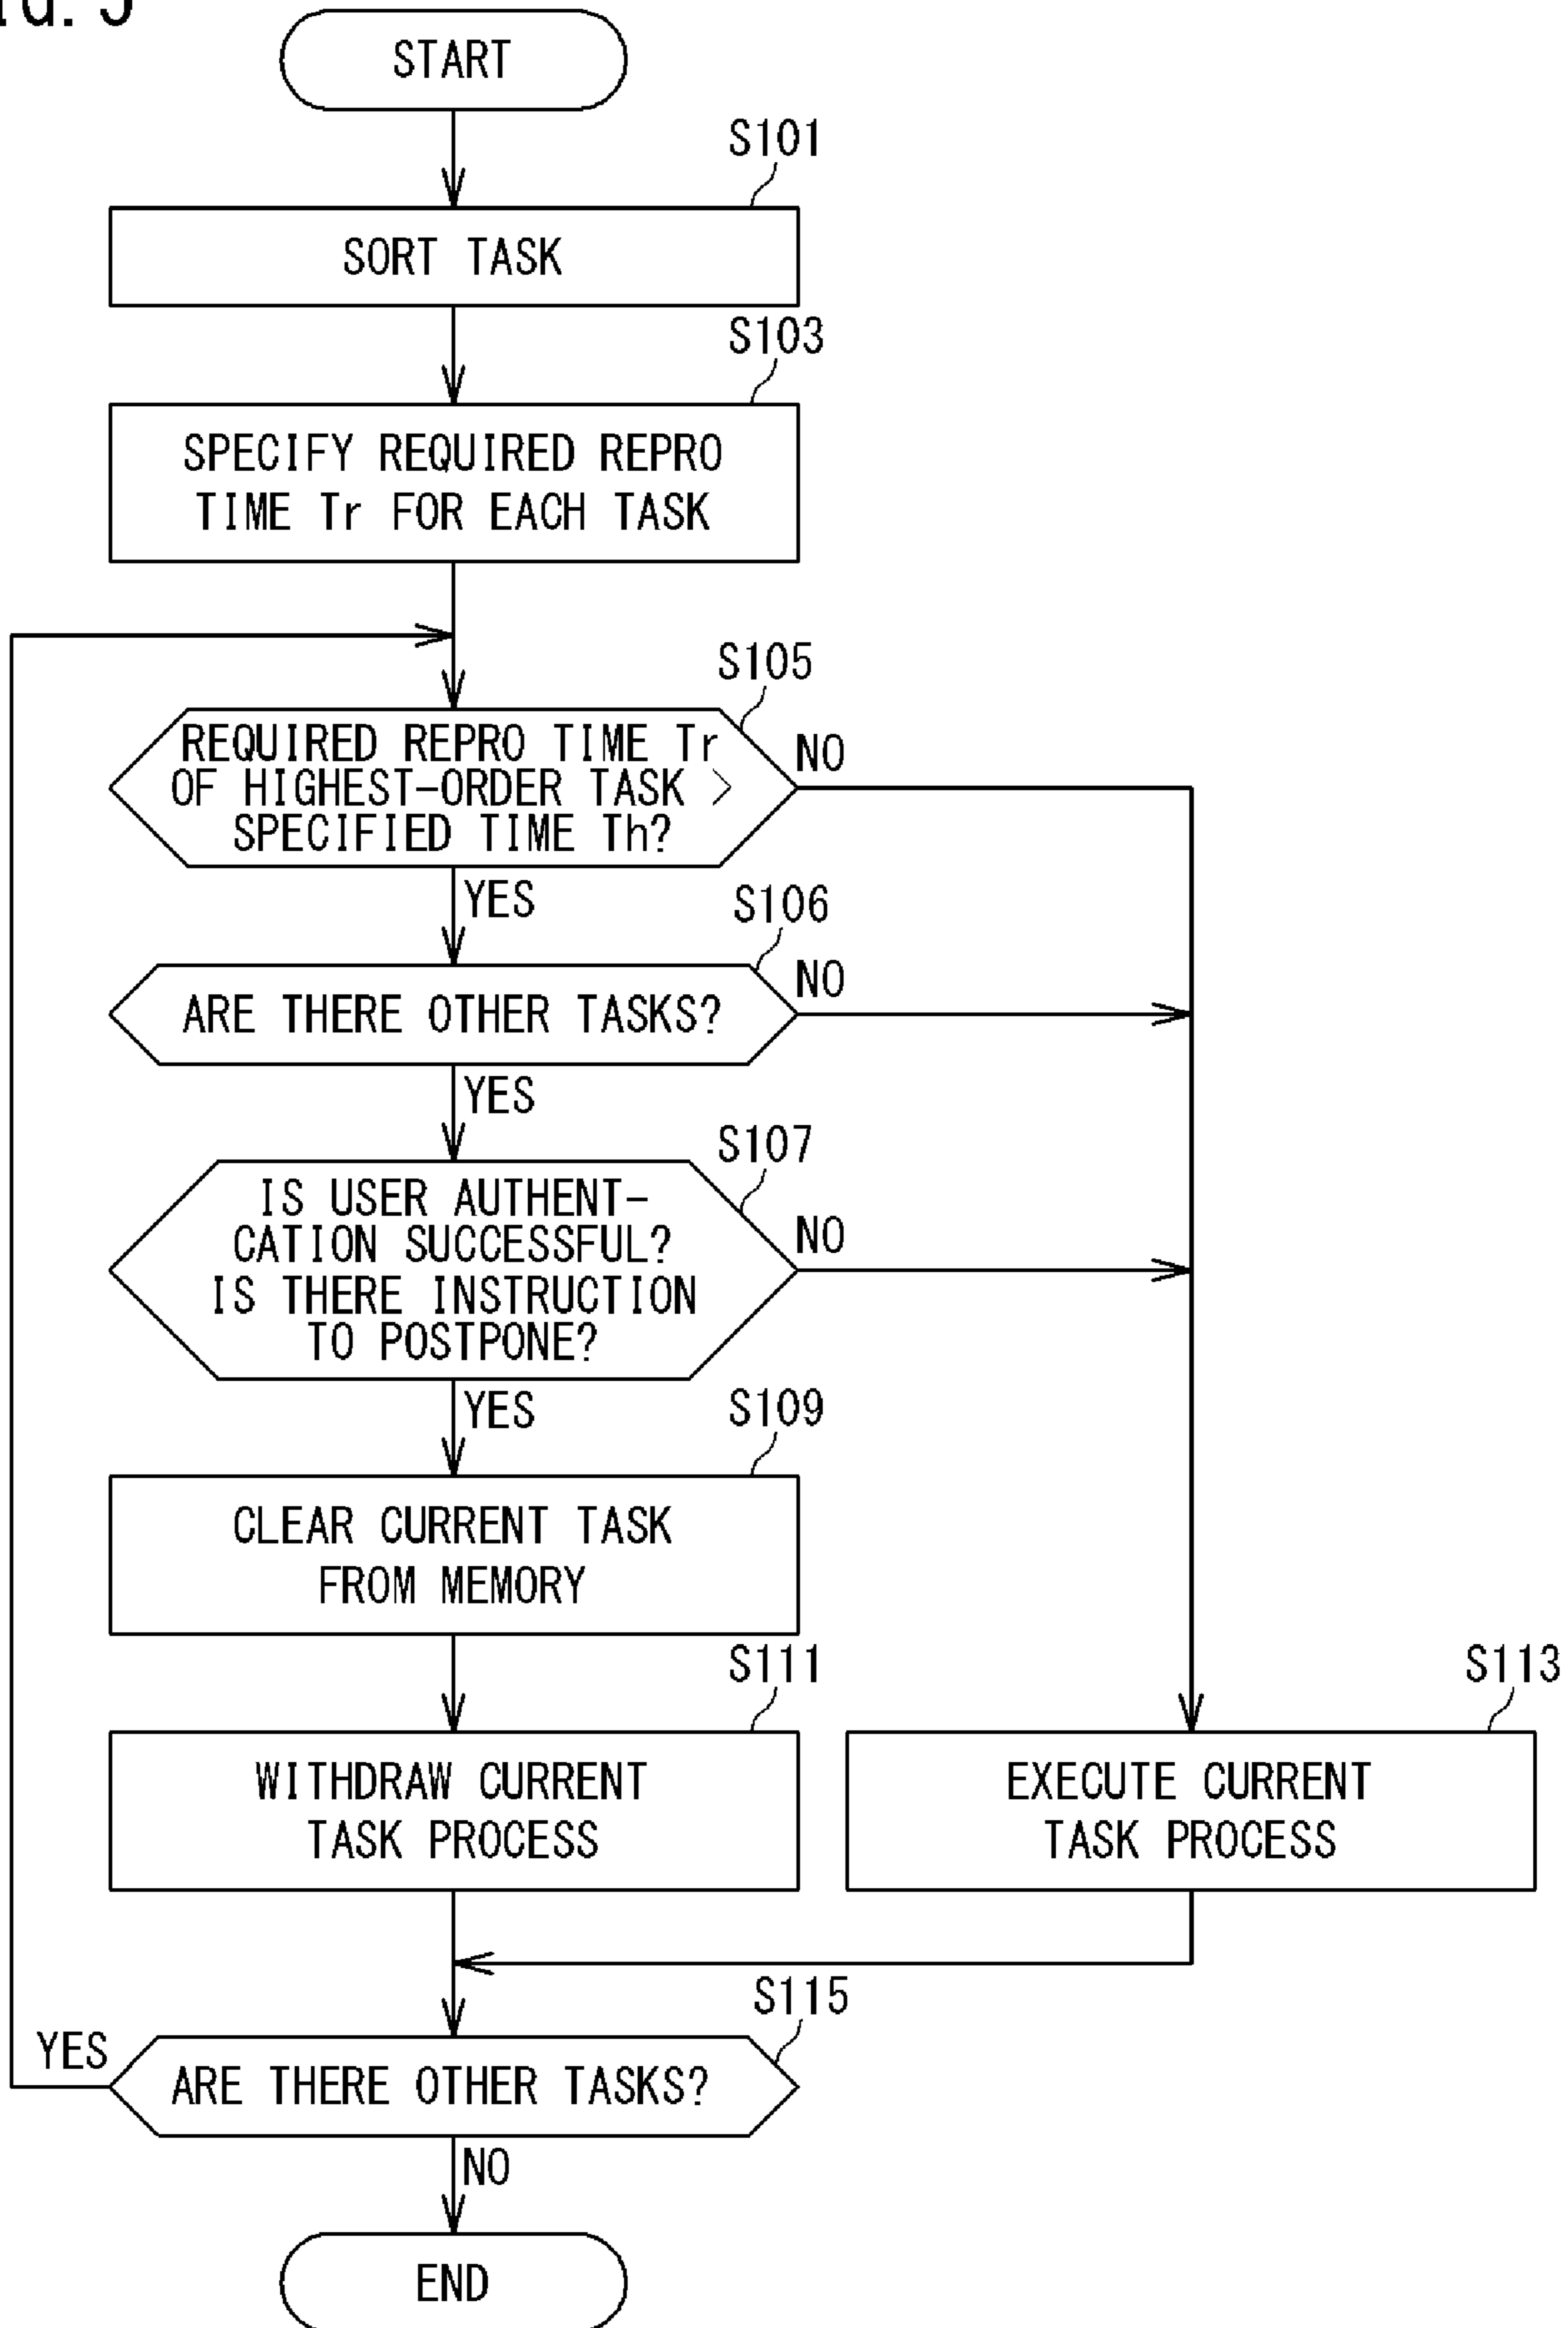 START
S101
SORT TASK
S103
SPECIFY REQUIRED REPRO
TIME Tr FOR EACH TASK
S105
REQUIRED REPRO TIME Tr
OF HIGHEST-ORDER TASK >
SPECIFIED TIME Th?
NO
YES
S106
ARE THERE OTHER TASKS?
NO
YES
S107
IS USER AUTHENT-
CATION SUCCESSFUL?
IS THERE INSTRUCTION
TO POSTPONE?
NO
YES
S109
CLEAR CURRENT TASK
FROM MEMORY
S111
WITHDRAW CURRENT
TASK PROCESS
S113
EXECUTE CURRENT
TASK PROCESS
S115
YES
ARE THERE OTHER TASKS?
NO
END